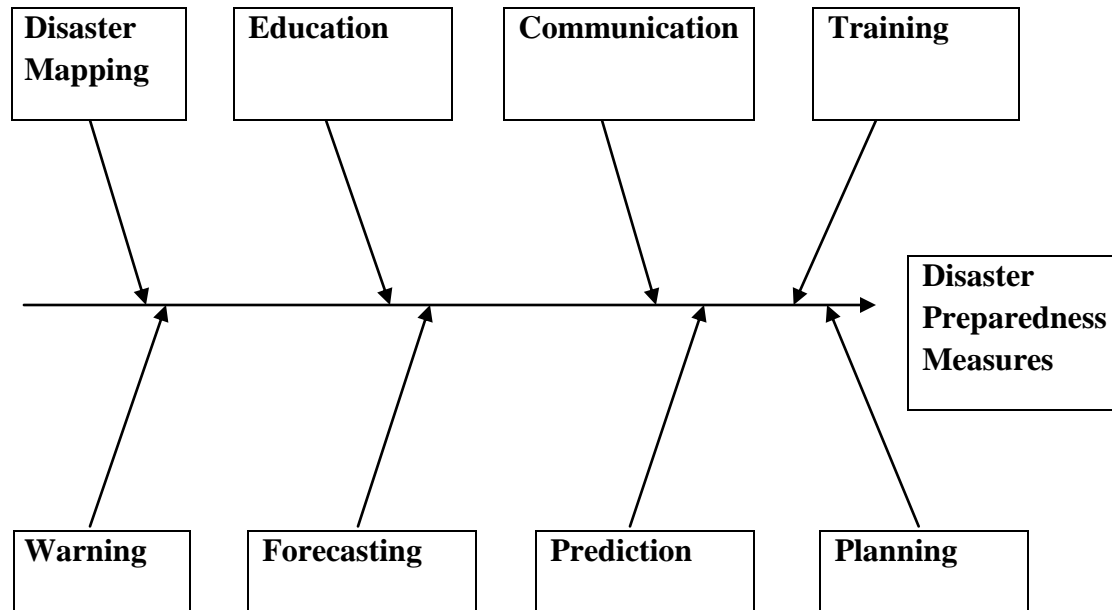 Disaster
Mapping
Education
Communication
Training
Disaster
Preparedness
Measures
Warning
Forecasting
Prediction
Planning